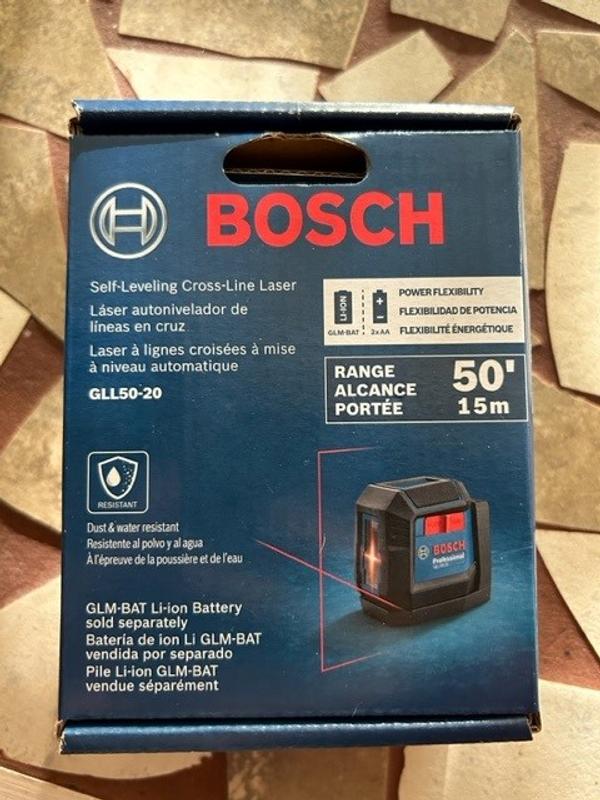 BOSCH
Self-Leveling Cross-Line Laser
Láser autonivelador de
líneas en cruz
Laser à lignes croisées à mise
à niveau automatique
GLL50-20
LI-ION
GLM-BAT
+
-
2xAA
POWER FLEXIBILITY
FLEXIBILIDAD DE POTENCIA
FLEXIBILITÉ ÉNERGÉTIQUE
RANGE
ALCANCE
PORTÉE
50'
15m
RESISTANT
Dust & water resistant
Resistente al polvo y al agua
À l'épreuve de la poussière et de l'eau
BOSCH
Professional
GLM-BAT Li-ion Battery
sold separately
Batería de ion Li GLM-BAT
vendida por separado
Pile Li-ion GLM-BAT
vendue séparément